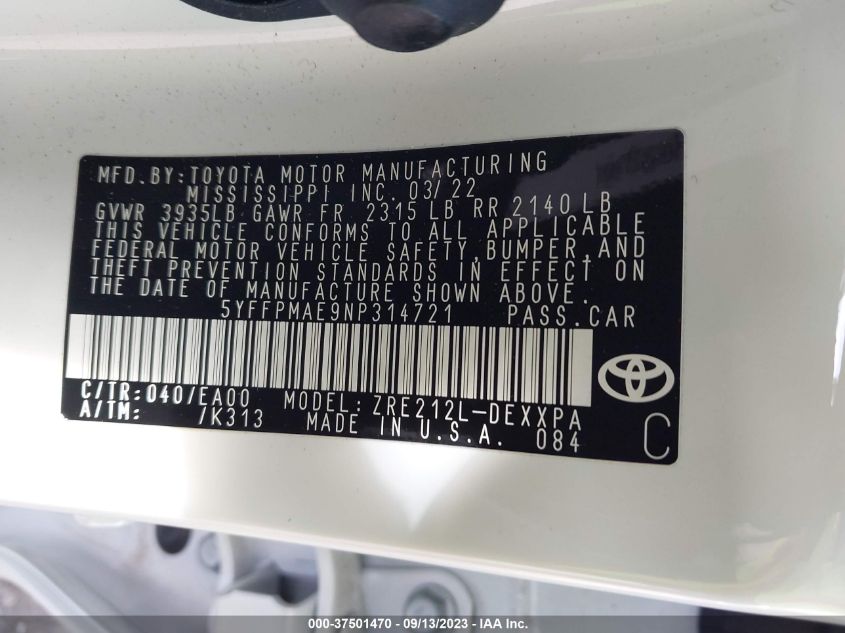 MFD.BY:TOYOTA MOTOR MANUFACTURING
MISSISSIPPI INC. 03/22
GVWR 3935LB GAWR FR 2315 LB RR 2140 LB
THIS VEHICLE CONFORMS TO ALL APPLICABLE
FEDERAL MOTOR VEHICLE SAFETY,BUMPER,AND
THEFT PREVENTION STANDARDS IN EFFECT ON
THE DATE OF MANUFACTURE SHOWN ABOVE.
5YFFPMAE9NP314721 PASS.CAR
C/TR:040/EA00 MODEL:ZRE212L-DEXXPA
A/TM: /K313 MADE IN U.S.A. 084
C
000-37501470 - 09/13/2023 - IAA Inc.